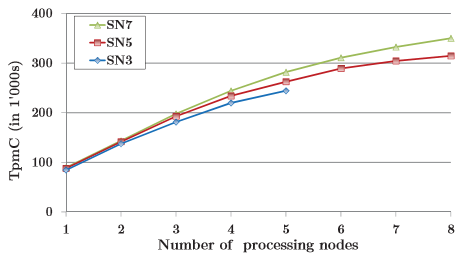 400
300
200
100
0
TpmC (in 1'000s)
SN7
SN5
SN3
1 2 3 4 5 6 7 8
Number of processing nodes